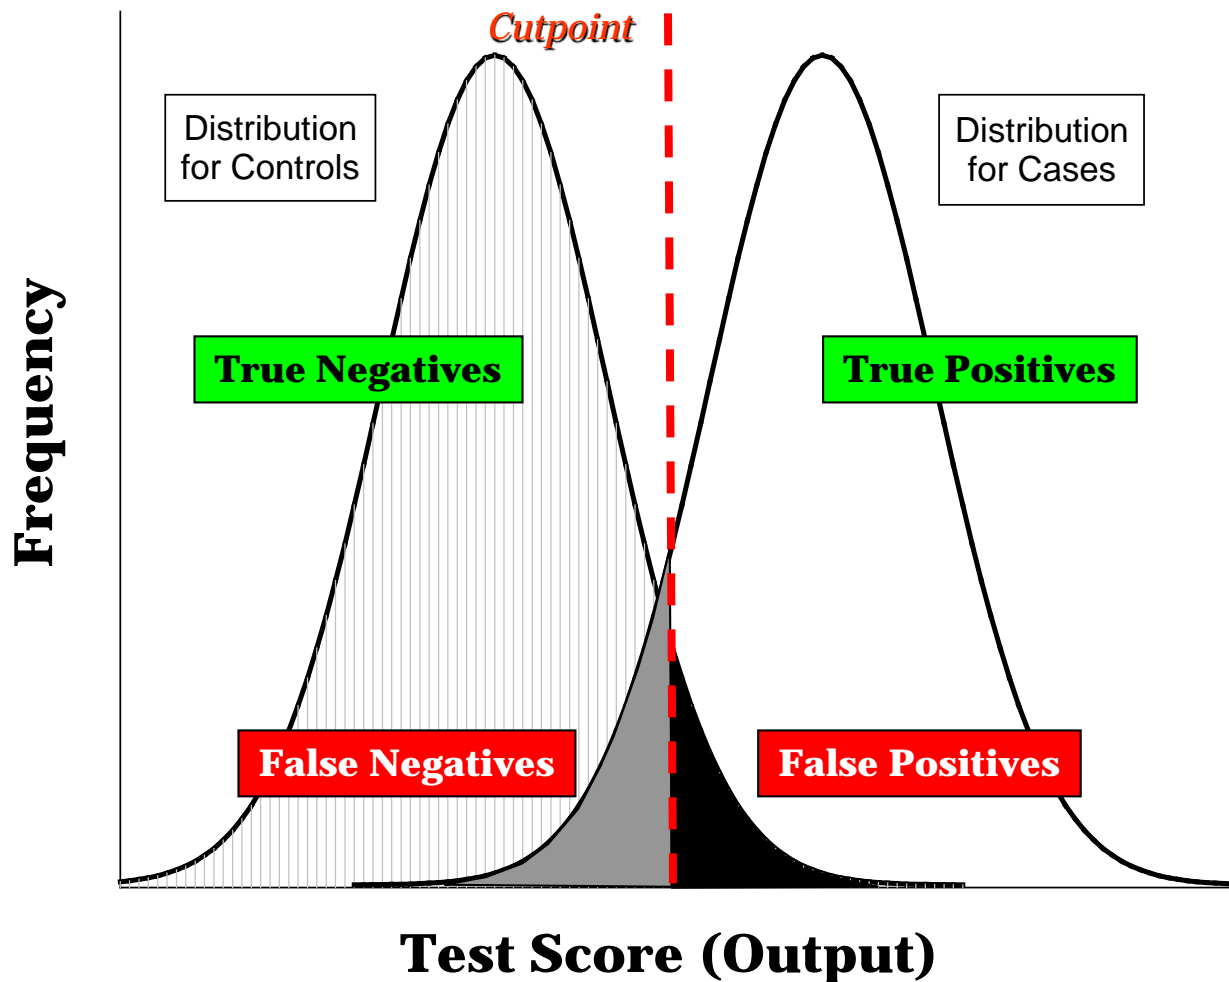 Cutpoint
Distribution
for Controls
Distribution
for Cases
Frequency
True Negatives
True Positives
False Negatives
False Positives
Test Score (Output)